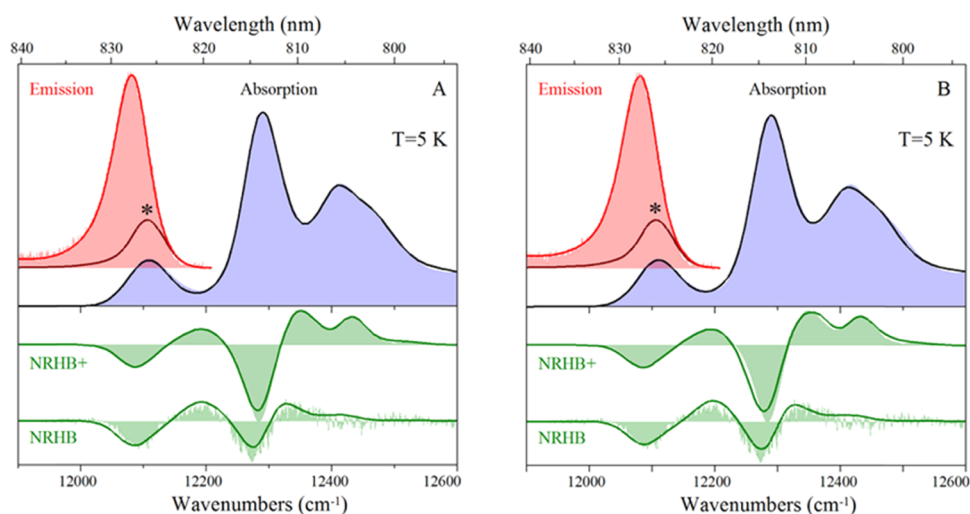 Wavelength (nm)
840 830 820 810 800
Emission
Absorption
A
T=5 K
*
NRHB+
NRHB
12000 12200 12400 12600
Wavenumbers (cm-1)
Wavelength (nm)
840 830 820 810 800
Emission
Absorption
B
T=5 K
*
NRHB+
NRHB
12000 12200 12400 12600
Wavenumbers (cm-1)